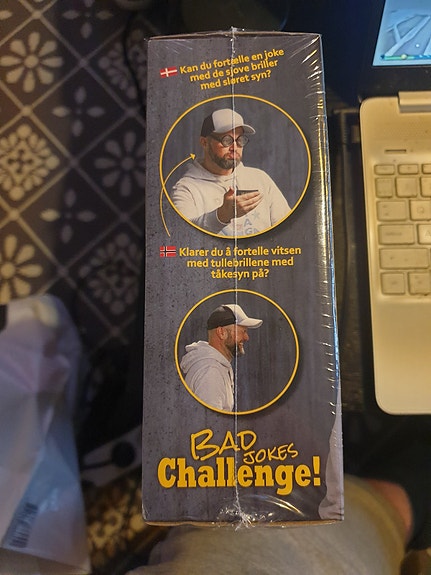 Kan du fortælle en joke
med de sjove briller
med sløret syn?
Klarer du å fortelle vitsen
med tullebrillene med
tåkesyn på?
BAD
JOKES
Challenge!